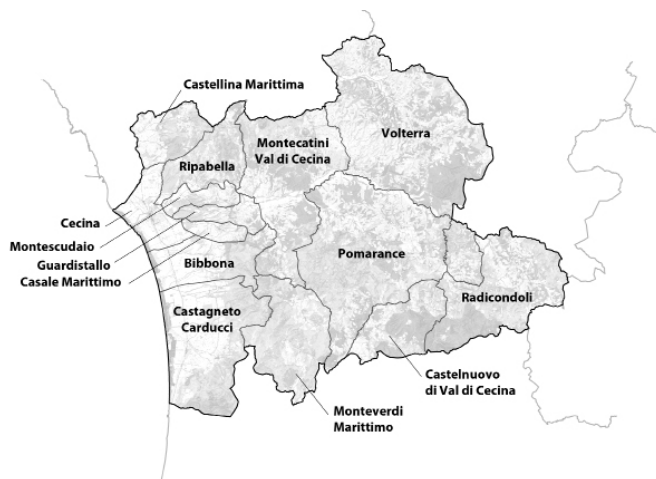 Castellina Marittima
Volterra
Montecatini
Val di Cecina
Ripabella
Cecina
Montescudaio
Guardistallo
Casale Marittimo
Bibbona
Pomarance
Radicondoli
Castagneto
Carducci
Castelnuovo
di Val di Cecina
Monteverdi
Marittimo